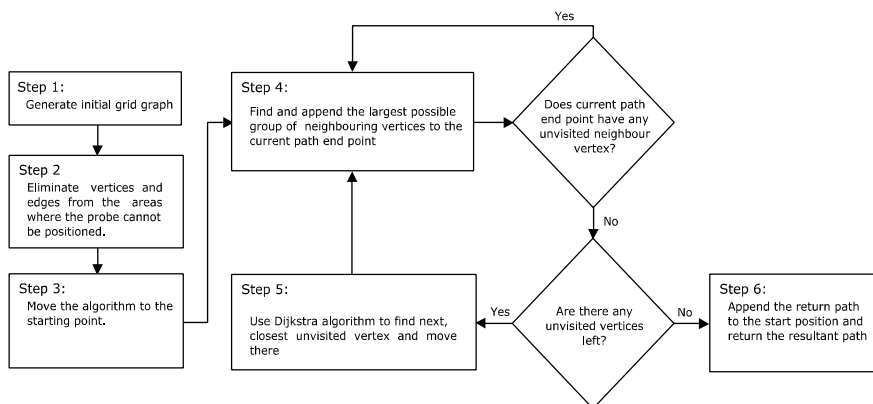 Step 1:
Generate initial grid graph
Step 2
Eliminate vertices and
edges from the areas
where the probe cannot
be positioned.
Step 3:
Move the algorithm to the
starting point.
Step 4:
Find and append the largest possible
group of neighbouring vertices to the
current path end point
Yes
Does current path
end point have any
unvisited neighbour
vertex?
No
Are there any
unvisited vertices
left?
Yes
Step 5:
Use Dijkstra algorithm to find next,
closest unvisited vertex and move
there
No
Step 6:
Append the return path
to the start position and
return the resultant path